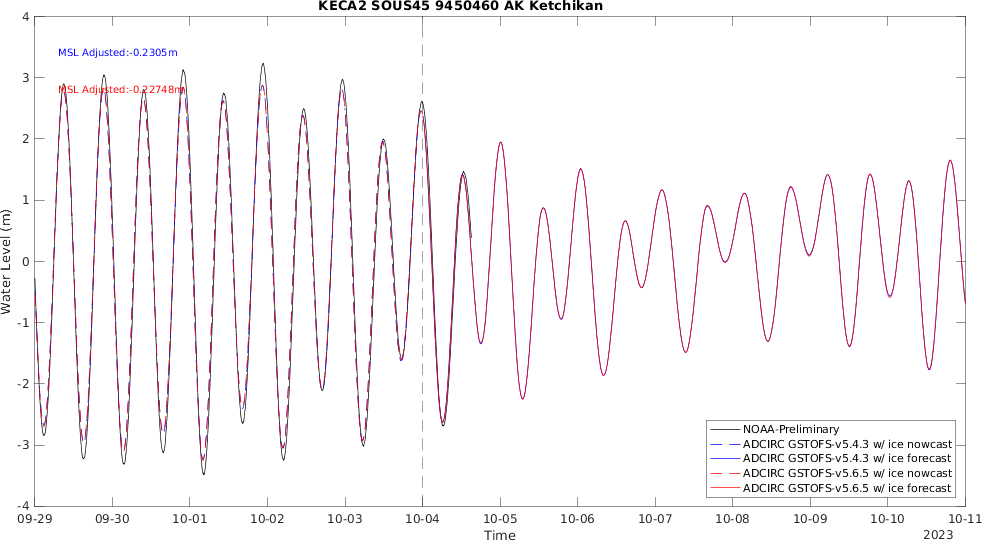 KECA2 SOUS45 9450460 AK Ketchikan
4
MSL Adjusted:-0.2305m
3
MSL Adjusted:-0.22748m
2
1
0
-1
-2
-3
-4
Water Level (m)
NOAA-Preliminary
ADCIRC GSTOFS-v5.4.3 w/ ice nowcast
ADCIRC GSTOFS-v5.4.3 w/ ice forecast
ADCIRC GSTOFS-v5.6.5 w/ ice nowcast
ADCIRC GSTOFS-v5.6.5 w/ ice forecast
09-29 09-30 10-01 10-02 10-03 10-04 10-05 10-06 10-07 10-08 10-09 10-10 10-11
Time
2023